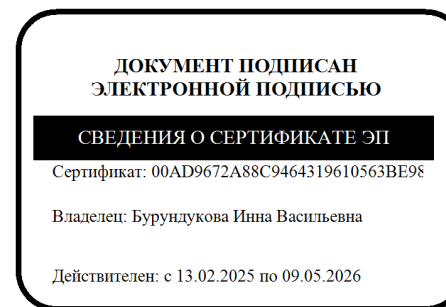 ДОКУМЕНТ ПОДПИСАН
ЭЛЕКТРОННОЙ ПОДПИСЬЮ
СВЕДЕНИЯ О СЕРТИФИКАТЕ ЭП
Сертификат: 00AD9672A88C9464319610563BE98
Владелец: Бурундукова Инна Васильевна
Действителен: с 13.02.2025 по 09.05.2026